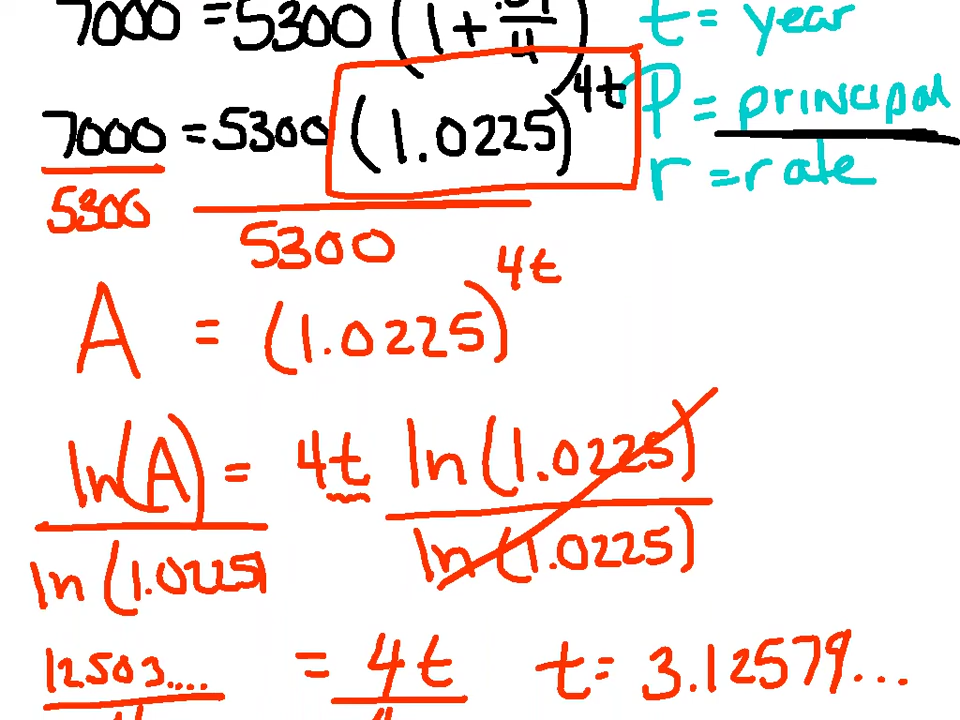 7000 = 5300 (1 +
t = year
7000 = 5300 (1.0225)^4t
P = principal
r = rate
5300
5300
A = (1.0225)^4t
ln(A) = 4t ln(1.0225)
ln(1.0225)
ln(1.0225)
12.503.... = 4t
t = 3.12579...